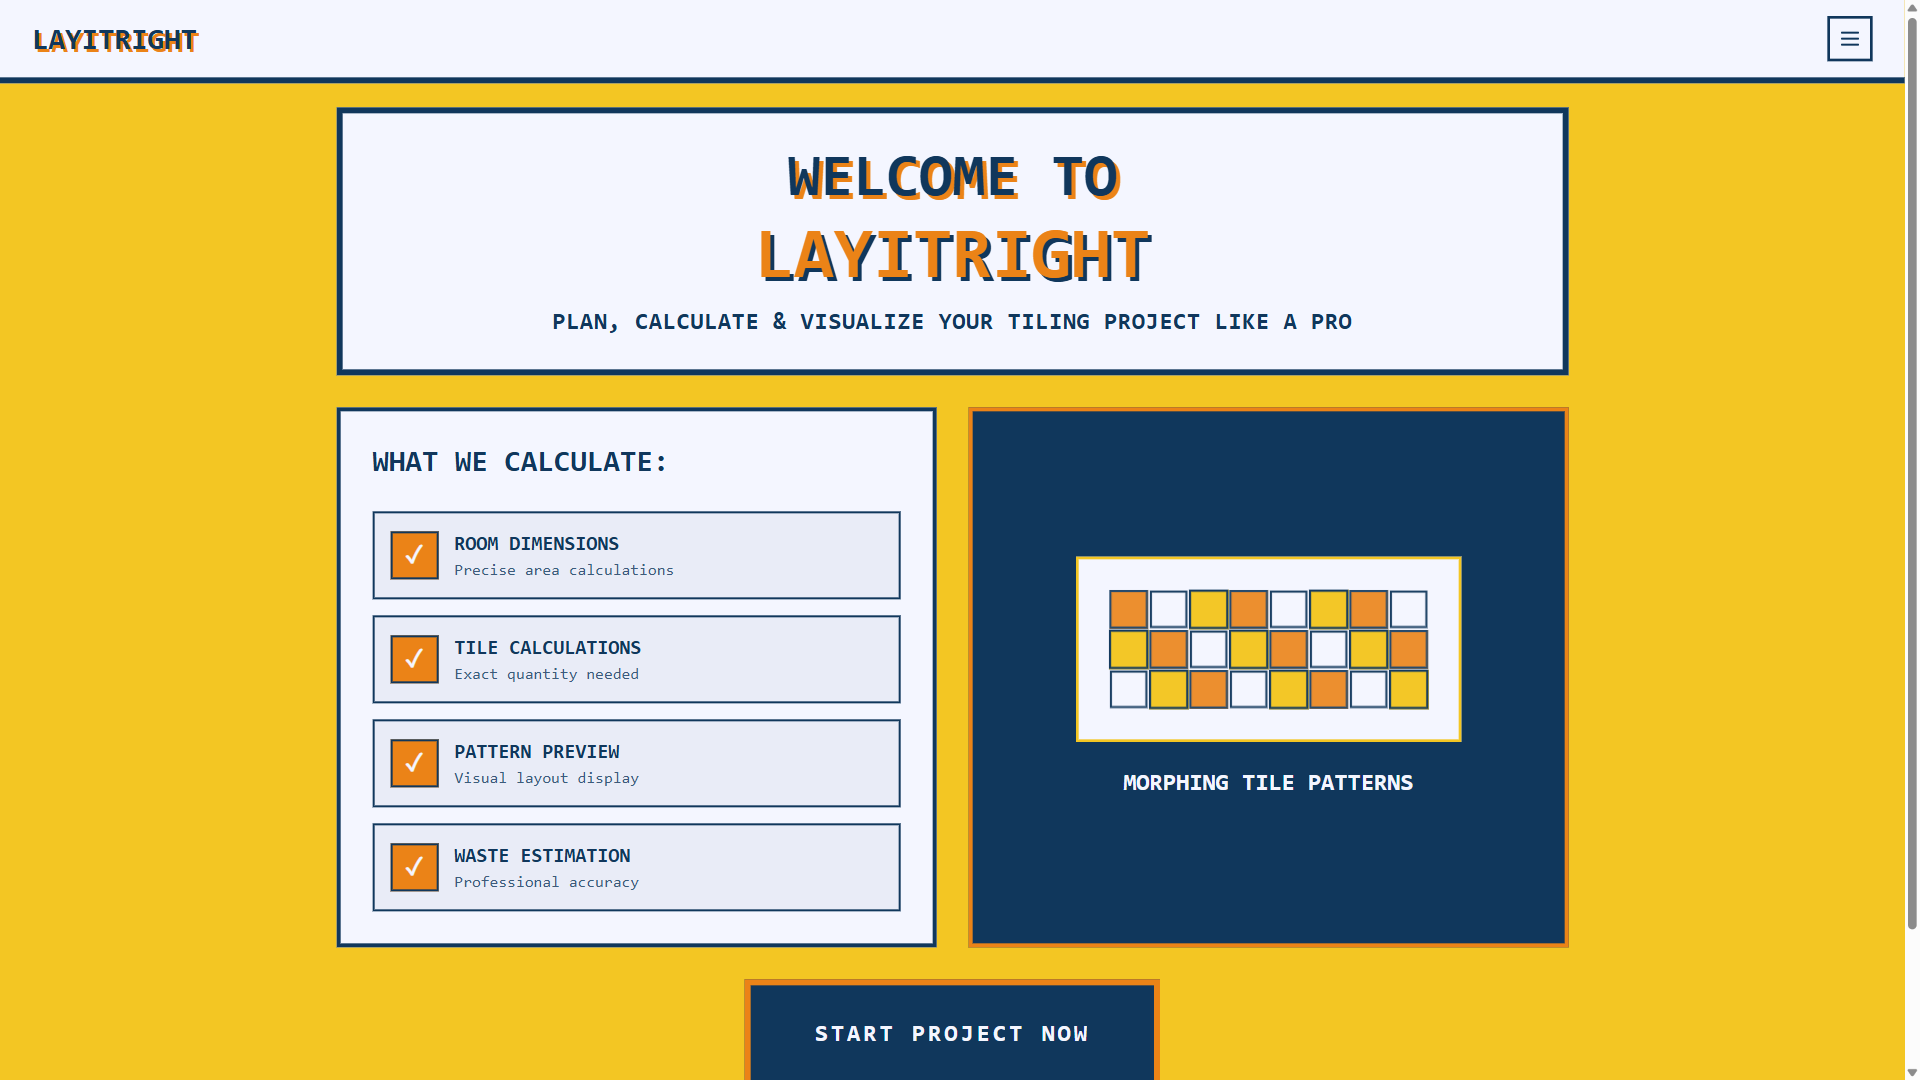 LAYITRIGHT
WELCOME TO
LAYITRIGHT
PLAN, CALCULATE & VISUALIZE YOUR TILING PROJECT LIKE A PRO
WHAT WE CALCULATE:
✓ ROOM DIMENSIONS
Precise area calculations
✓ TILE CALCULATIONS
Exact quantity needed
✓ PATTERN PREVIEW
Visual layout display
✓ WASTE ESTIMATION
Professional accuracy
MORPHING TILE PATTERNS
START PROJECT NOW